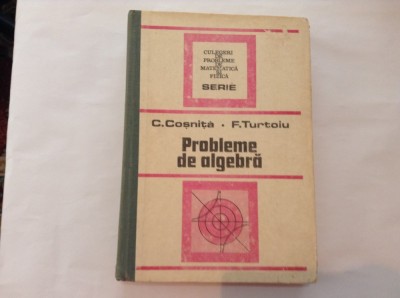 CULEGERI
DE
PROBLEME
DE
MATEMATICĂ
ȘI
FIZICĂ
SERIE
C.Coșniță • F.Turtoiu
Probleme
de algebră